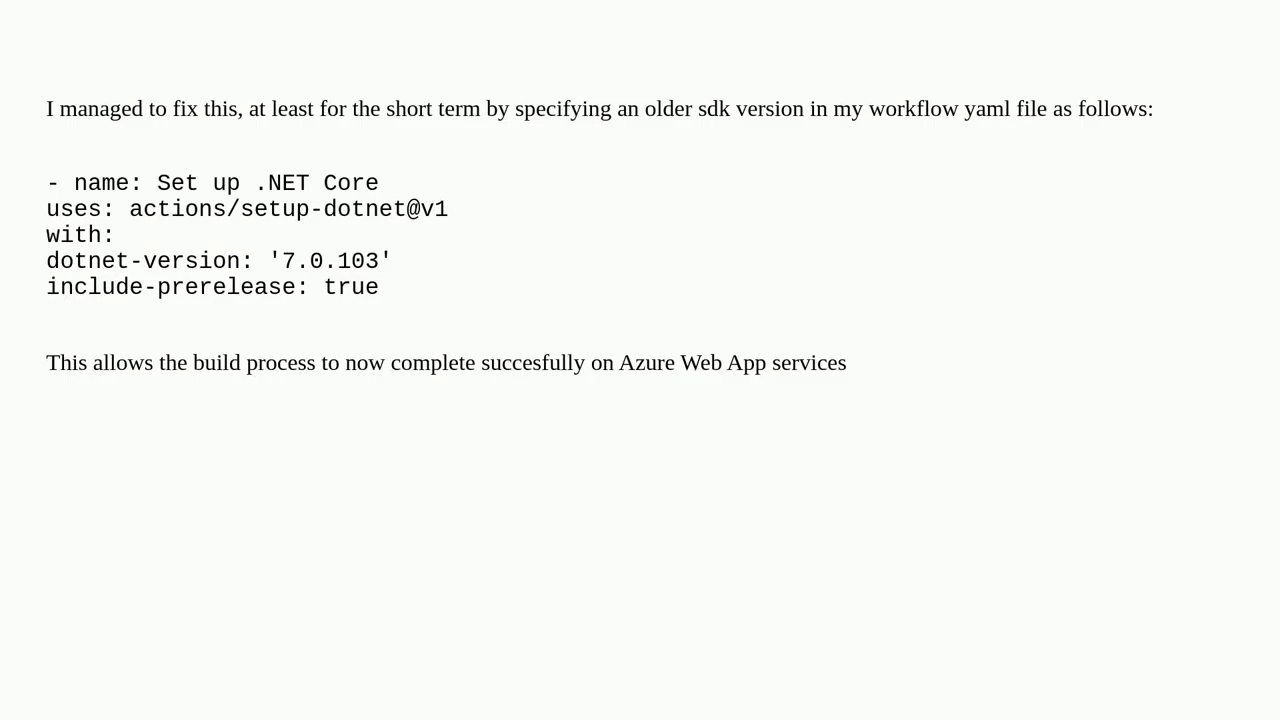 I managed to fix this, at least for the short term by specifying an older sdk version in my workflow yaml file as follows:
- name: Set up .NET Core
uses: actions/setup-dotnet@v1
with:
dotnet-version: '7.0.103'
include-prerelease: true
This allows the build process to now complete succesfully on Azure Web App services